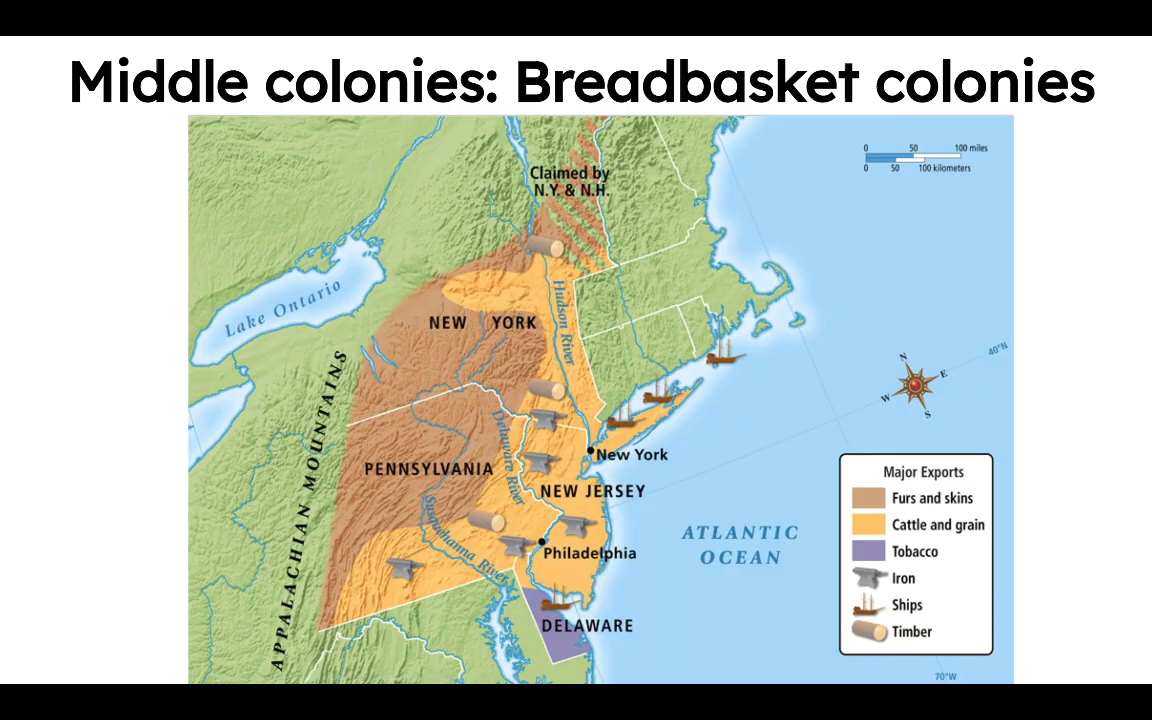 Middle colonies: Breadbasket colonies
Claimed by
N.Y. & N.H.
0 50 100 miles
0 50 100 kilometers
Lake Ontario
NEW YORK
Hudson River
40°N
N
E
W
S
APPALACHIAN MOUNTAINS
Delaware River
New York
PENNSYLVANIA
NEW JERSEY
Susquehanna River
ATLANTIC
OCEAN
Philadelphia
DELAWARE
Major Exports
Furs and skins
Cattle and grain
Tobacco
Iron
Ships
Timber
70°W